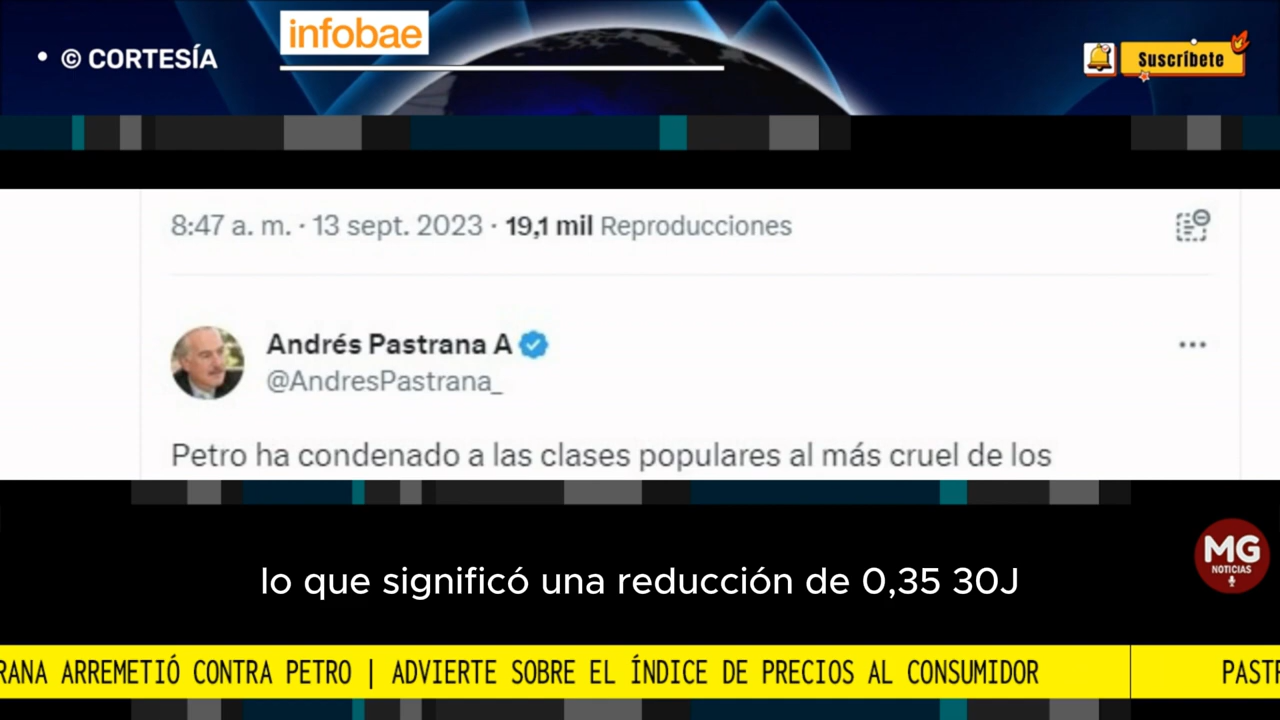 infobae
• © CORTESÍA
Suscríbete
8:47 a. m. · 13 sept. 2023 · 19,1 mil Reproducciones
Andrés Pastrana A
@AndresPastrana_
Petro ha condenado a las clases populares al más cruel de los
MG
NOTICIAS
lo que significó una reducción de 0,35 30J
RANA ARREMETIÓ CONTRA PETRO | ADVIERTE SOBRE EL ÍNDICE DE PRECIOS AL CONSUMIDOR
PASTR